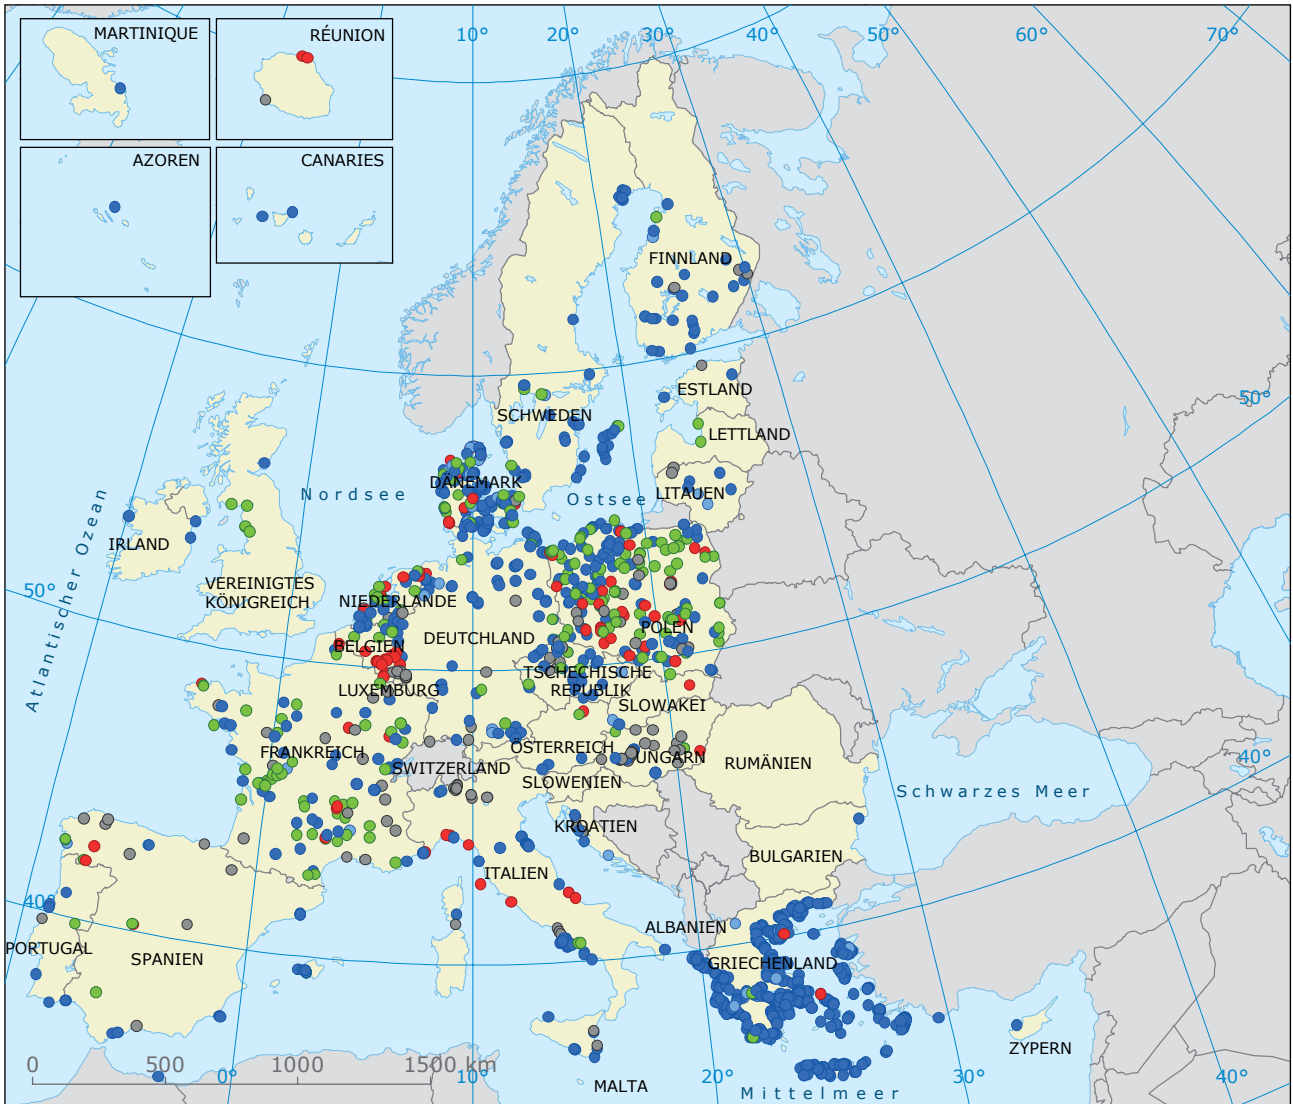 MARTINIQUE
RÉUNION
10°
20°
30°
40°
50°
60°
70°
AZOREN
CANARIES
FINNLAND
ESTLAND
50°
SCHWEDEN
LETTLAND
DÄNEMARK
LITAUEN
Nordsee
Ostsee
IRLAND
Atlantischer Ozean
50°
VEREINIGTES
KÖNIGREICH
NIEDERLANDE
POLEN
DEUTCHLAND
BELGIEN
TSCHECHISCHE
REPUBLIK
LUXEMBURG
SLOWAKEI
ÖSTERREICH
FRANKREICH
UNGARN
RUMÄNIEN
40°
SWITZERLAND
SLOWENIEN
Schwarzes Meer
KROATIEN
BULGARIEN
ITALIEN
40°
ALBANIEN
PORTUGAL
SPANIEN
GRIECHENLAND
ZYPERN
0
500
1000
1500 km
0°
10°
20°
30°
40°
MALTA
Mittelmeer